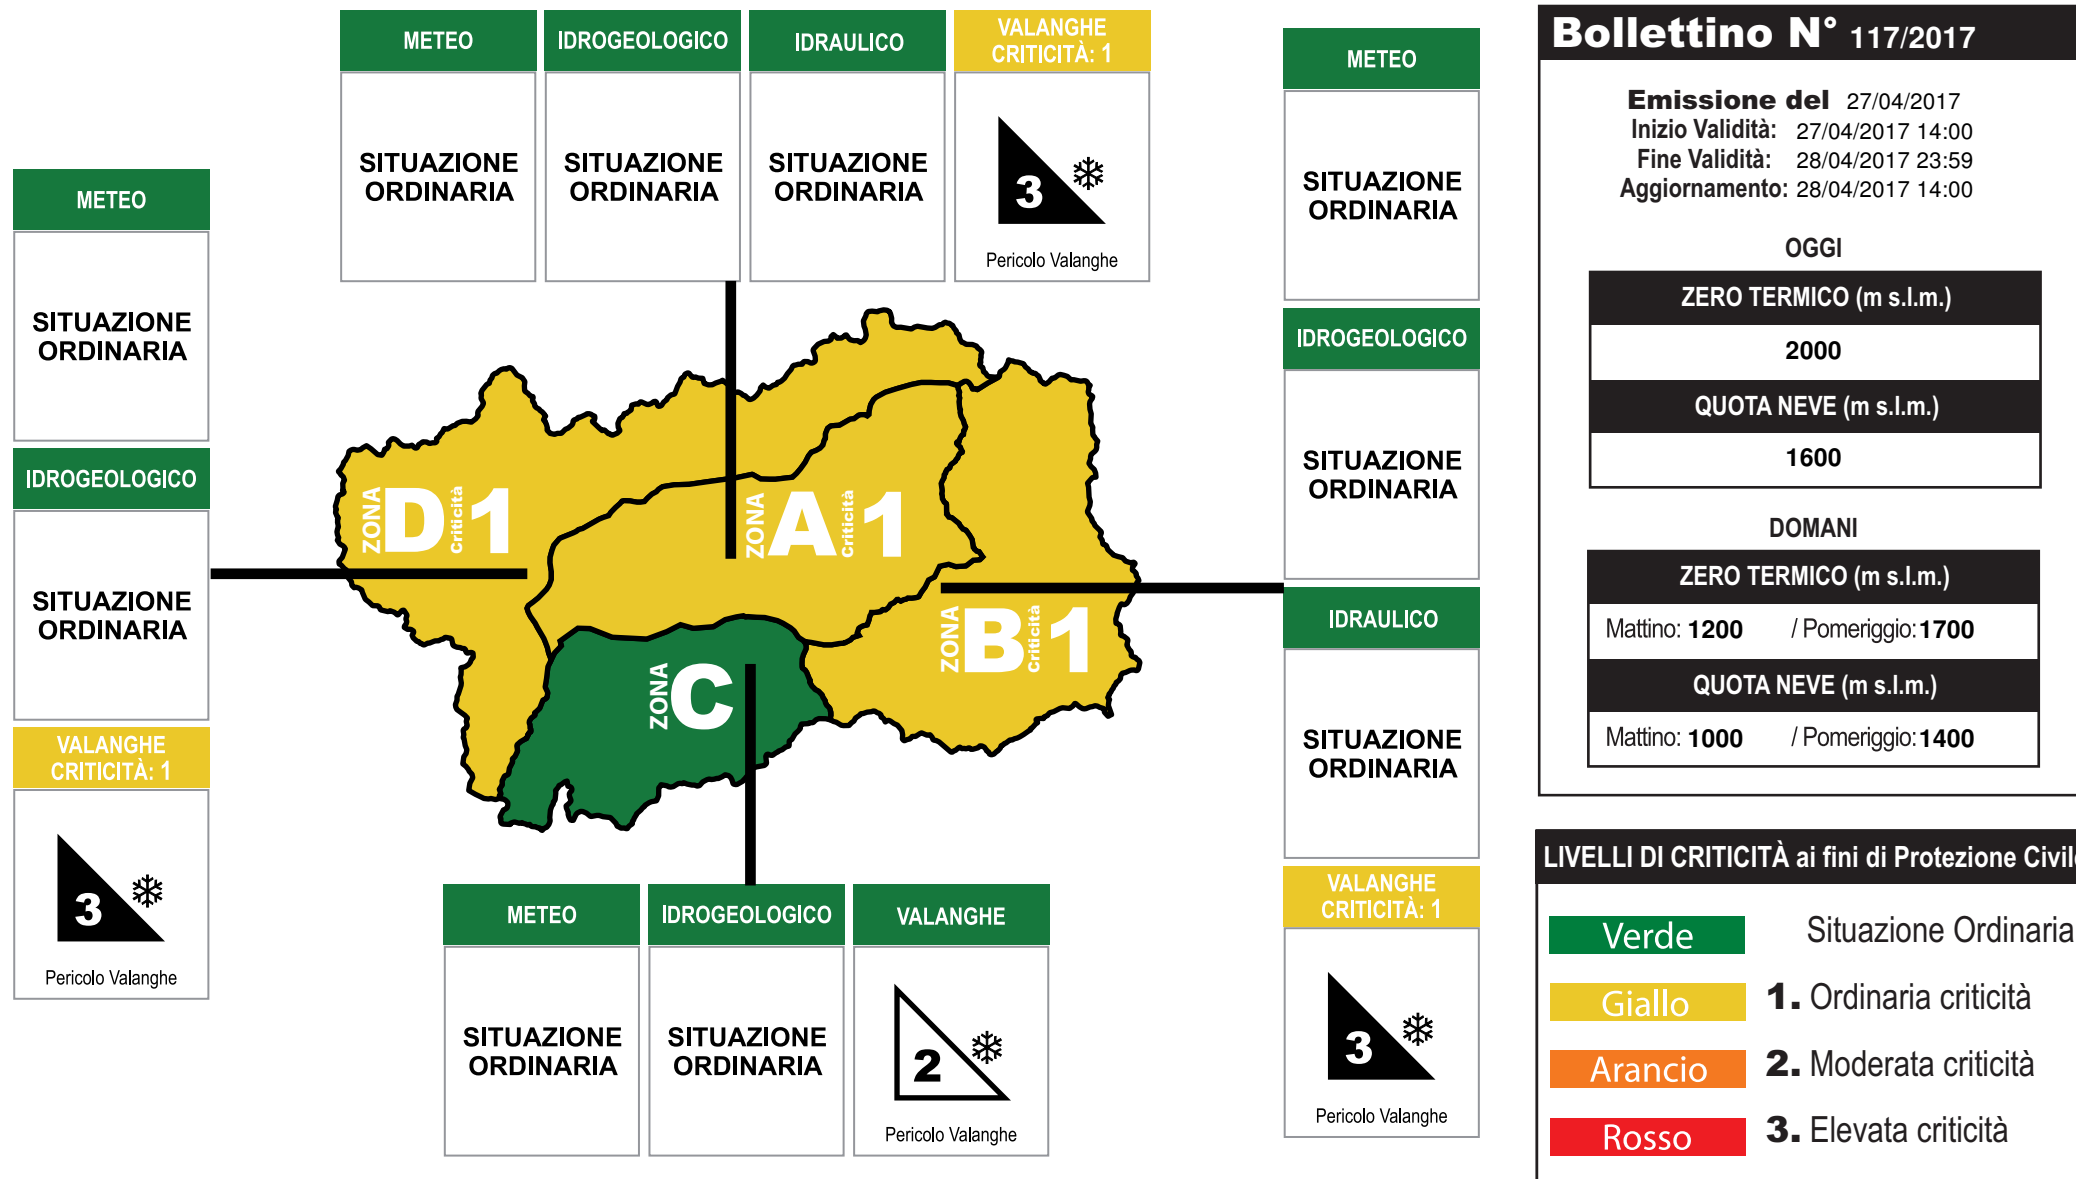 METEO
SITUAZIONE
ORDINARIA
IDROGEOLOGICO
SITUAZIONE
ORDINARIA
IDRAULICO
SITUAZIONE
ORDINARIA
VALANGHE
CRITICITÀ: 1
3
Pericolo Valanghe
METEO
SITUAZIONE
ORDINARIA
IDROGEOLOGICO
SITUAZIONE
ORDINARIA
VALANGHE
CRITICITÀ: 1
3
Pericolo Valanghe
ZONA D Criticità 1
ZONA A Criticità 1
ZONA B Criticità 1
ZONA C
METEO
SITUAZIONE
ORDINARIA
IDROGEOLOGICO
SITUAZIONE
ORDINARIA
VALANGHE
2
Pericolo Valanghe
METEO
SITUAZIONE
ORDINARIA
IDROGEOLOGICO
SITUAZIONE
ORDINARIA
IDRAULICO
SITUAZIONE
ORDINARIA
VALANGHE
CRITICITÀ: 1
3
Pericolo Valanghe
Bollettino N° 117/2017
Emissione del 27/04/2017
Inizio Validità: 27/04/2017 14:00
Fine Validità: 28/04/2017 23:59
Aggiornamento: 28/04/2017 14:00
OGGI
ZERO TERMICO (m s.l.m.)
2000
QUOTA NEVE (m s.l.m.)
1600
DOMANI
ZERO TERMICO (m s.l.m.)
Mattino: 1200 / Pomeriggio: 1700
QUOTA NEVE (m s.l.m.)
Mattino: 1000 / Pomeriggio: 1400
LIVELLI DI CRITICITÀ ai fini di Protezione Civil
Verde Situazione Ordinaria
Giallo 1. Ordinaria criticità
Arancio 2. Moderata criticità
Rosso 3. Elevata criticità